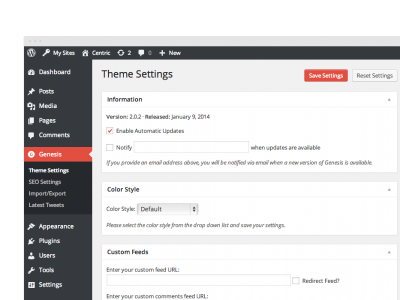 My Sites Centric 2 0 + New
Dashboard
Posts
Media
Pages
Comments
Genesis
Theme Settings
SEO Settings
Import/Export
Latest Tweets
Appearance
Plugins
Users
Tools
Settings
Theme Settings
Save Settings
Reset Settings
Information
Version: 2.0.2 · Released: January 9, 2014
Enable Automatic Updates
Notify when updates are available
If you provide an email address above, you will be notified via email when a new version of Genesis is available.
Color Style
Color Style: Default
Please select the color style from the drop down list and save your settings.
Custom Feeds
Enter your custom feed URL:
Redirect Feed?
Enter your custom comments feed URL: